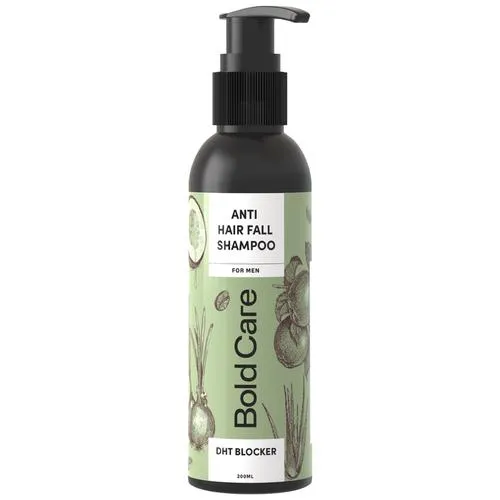 ANTI
HAIR FALL
SHAMPOO
FOR MEN
Bold Care
DHT BLOCKER
200ML